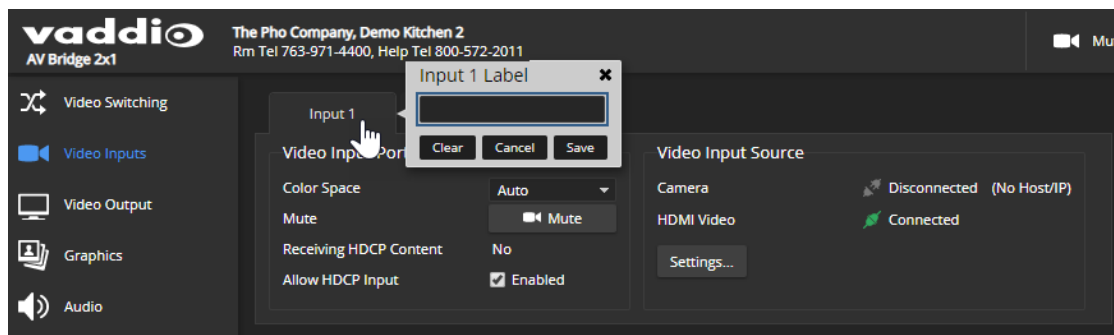 vaddio
AV Bridge 2x1
The Pho Company, Demo Kitchen 2
Rm Tel 763-971-4400, Help Tel 800-572-2011
Mu
Video Switching
Video Inputs
Video Output
Graphics
Audio
Input 1
Input 1 Label
Clear Cancel Save
Video Input Port
Color Space Auto
Mute Mute
Receiving HDCP Content No
Allow HDCP Input Enabled
Video Input Source
Camera Disconnected (No Host/IP)
HDMI Video Connected
Settings...